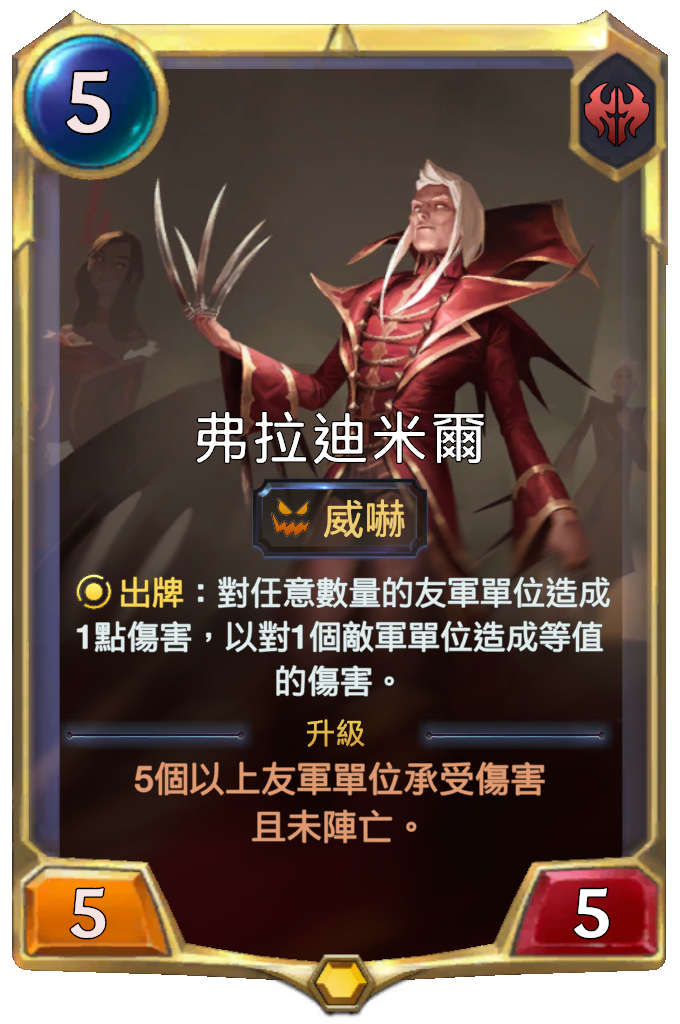 5
弗拉迪米爾
威嚇
出牌：對任意數量的友軍單位造成
1點傷害，以對1個敵軍單位造成等值
的傷害。
升級
5個以上友軍單位承受傷害
且未陣亡。
5
5